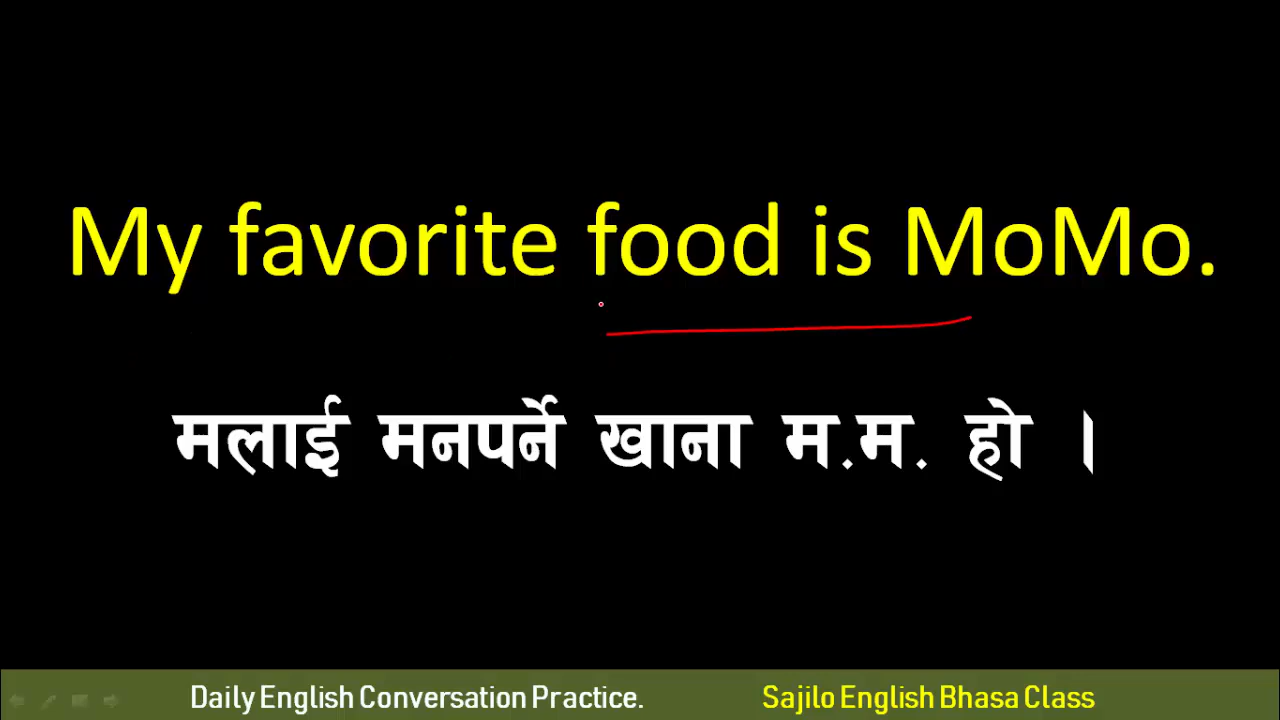 My favorite food is MoMo.
मलाई मनपर्ने खाना म.म. हो ।
Daily English Conversation Practice. Sajilo English Bhasa Class